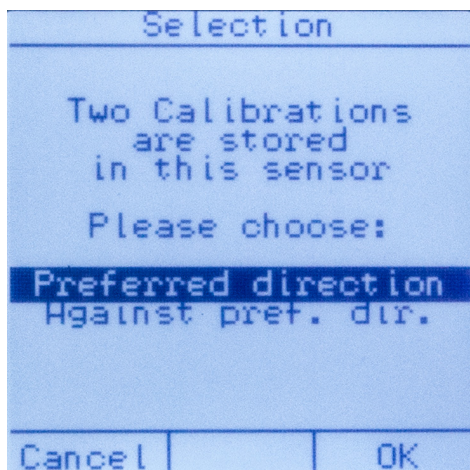 Selection
Two Calibrations
are stored
in this sensor
Please choose:
Preferred direction
Against pref. dir.
Cancel OK